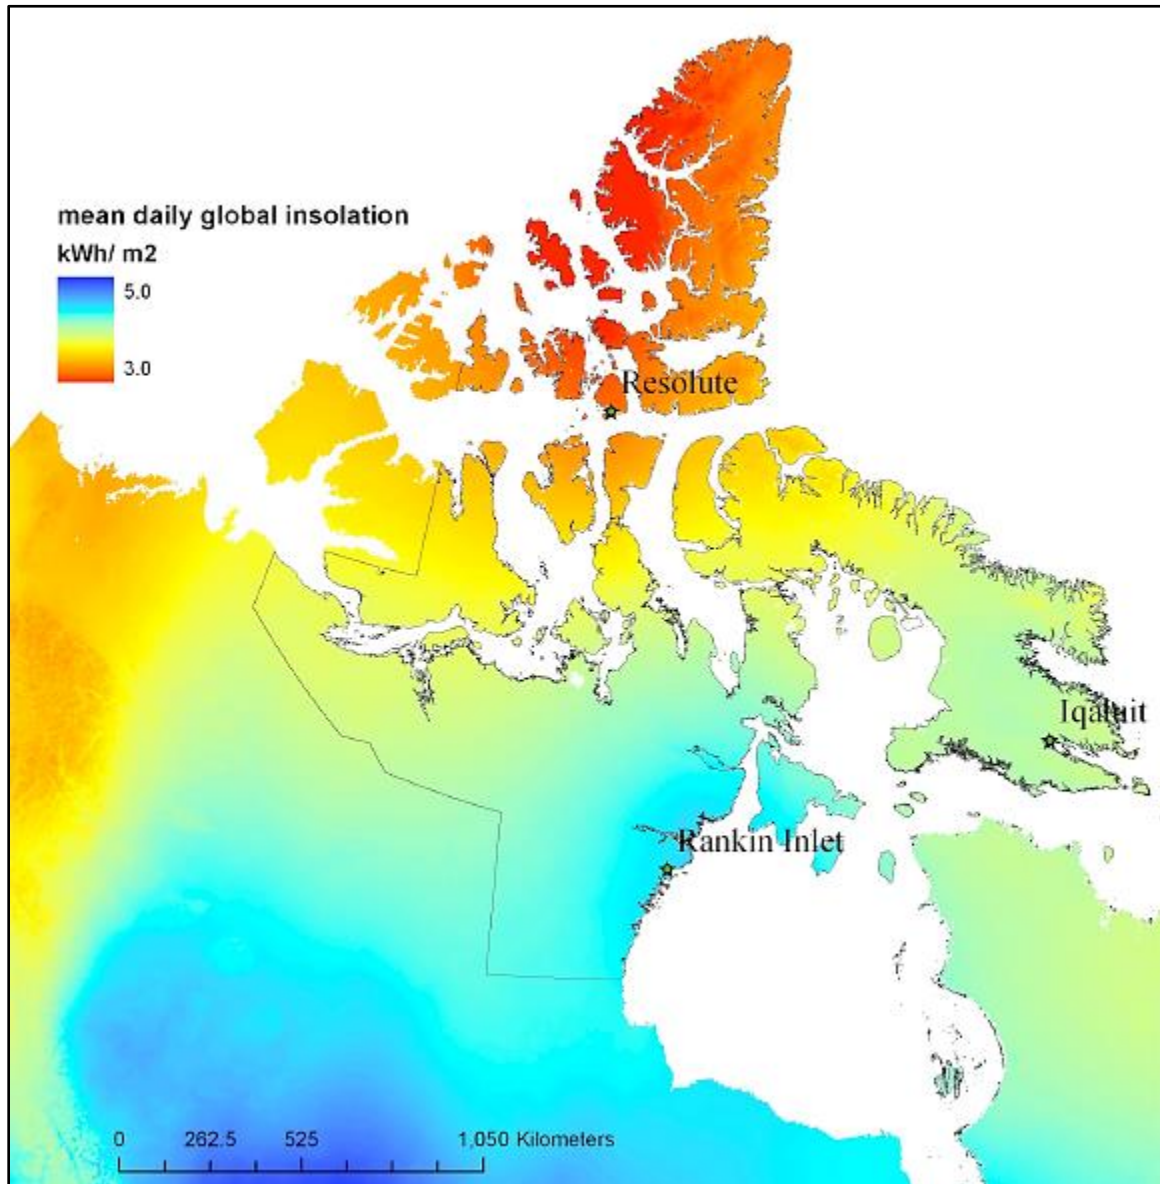 mean daily global insolation
kWh/ m2
5.0
3.0
Resolute
Iqaluit
Rankin Inlet
0 262.5 525 1,050 Kilometers